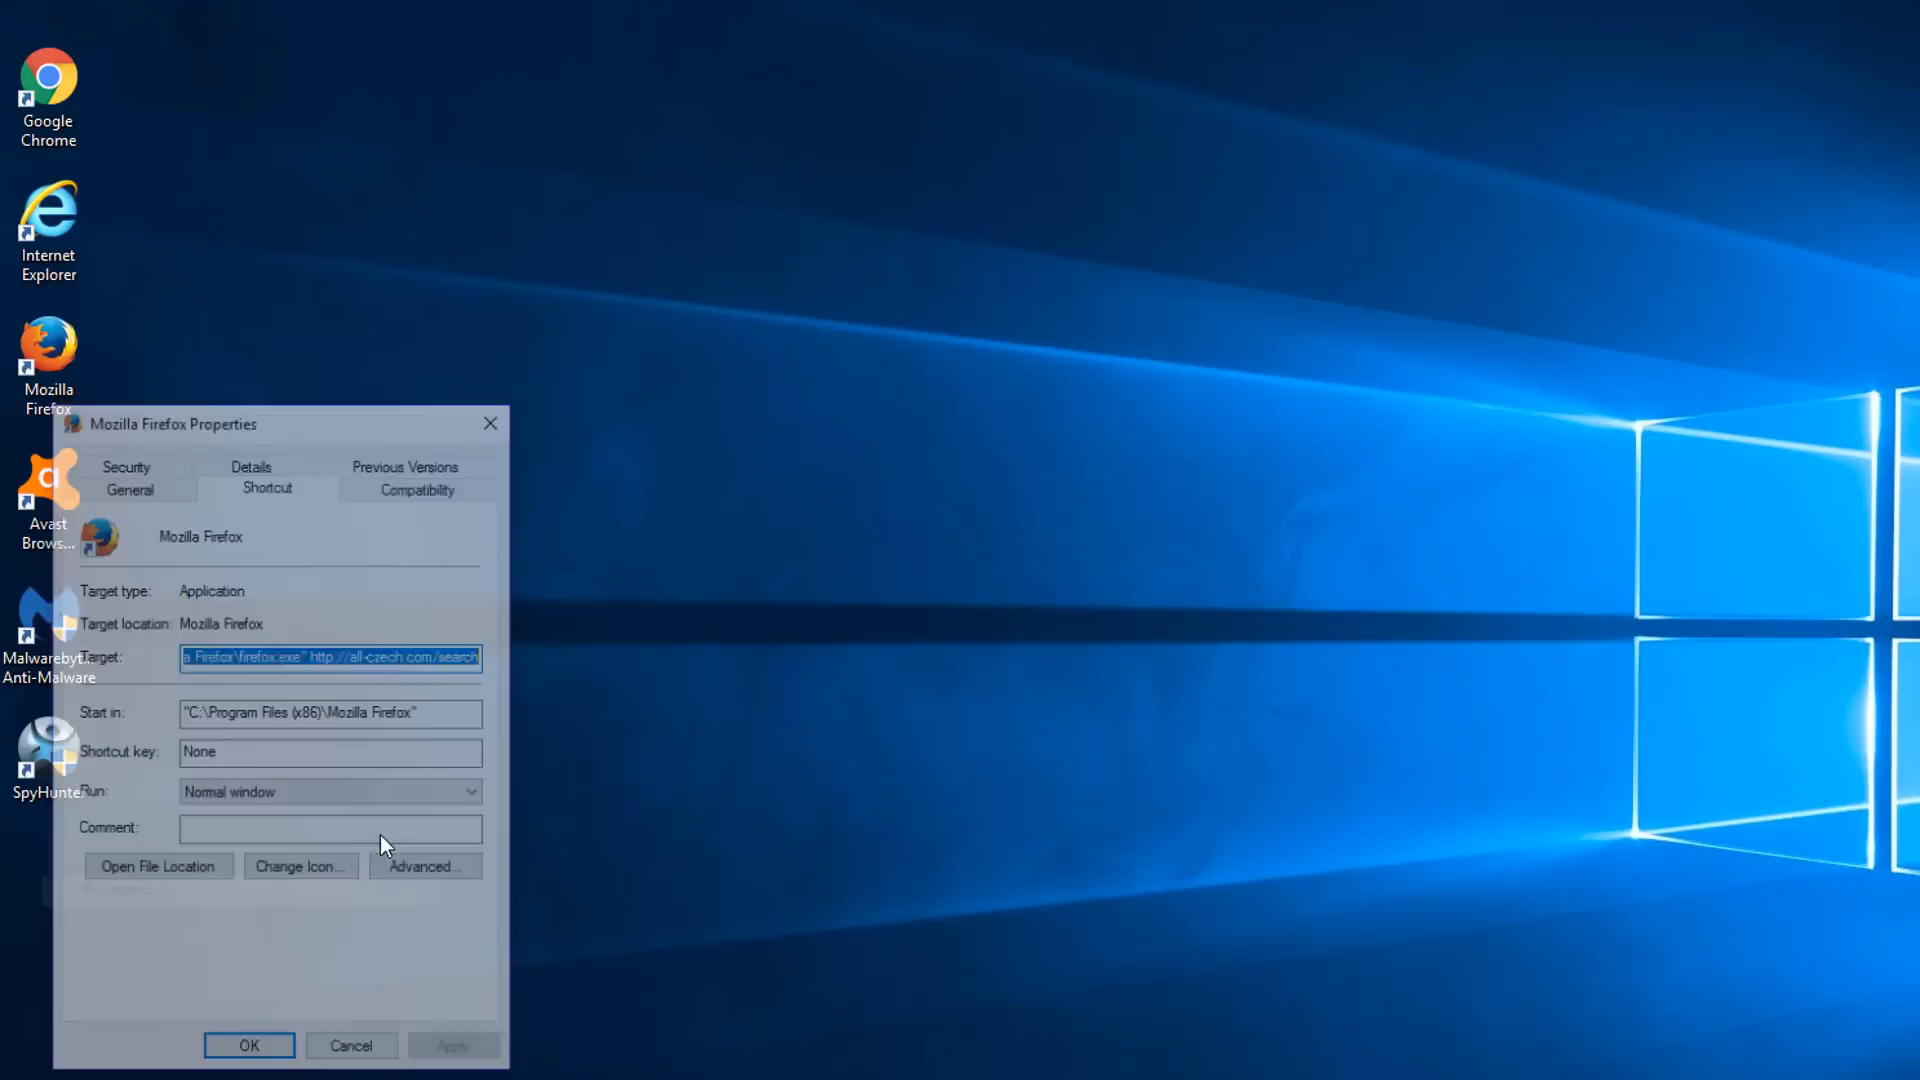 Google
Chrome
Internet
Explorer
Mozilla
Firefox
Avast
Brows...
Malwarebyt...
Anti-Malware
SpyHunte
Mozilla Firefox Properties
Security Details Previous Versions
General Shortcut Compatibility
Mozilla Firefox
Target type: Application
Target location: Mozilla Firefox
Target: a Firefox\firefox.exe" http://all-czech.com/search
Start in: "C:\Program Files (x86)\Mozilla Firefox"
Shortcut key: None
Run: Normal window
Comment:
Open File Location Change Icon... Advanced...
OK Cancel Apply